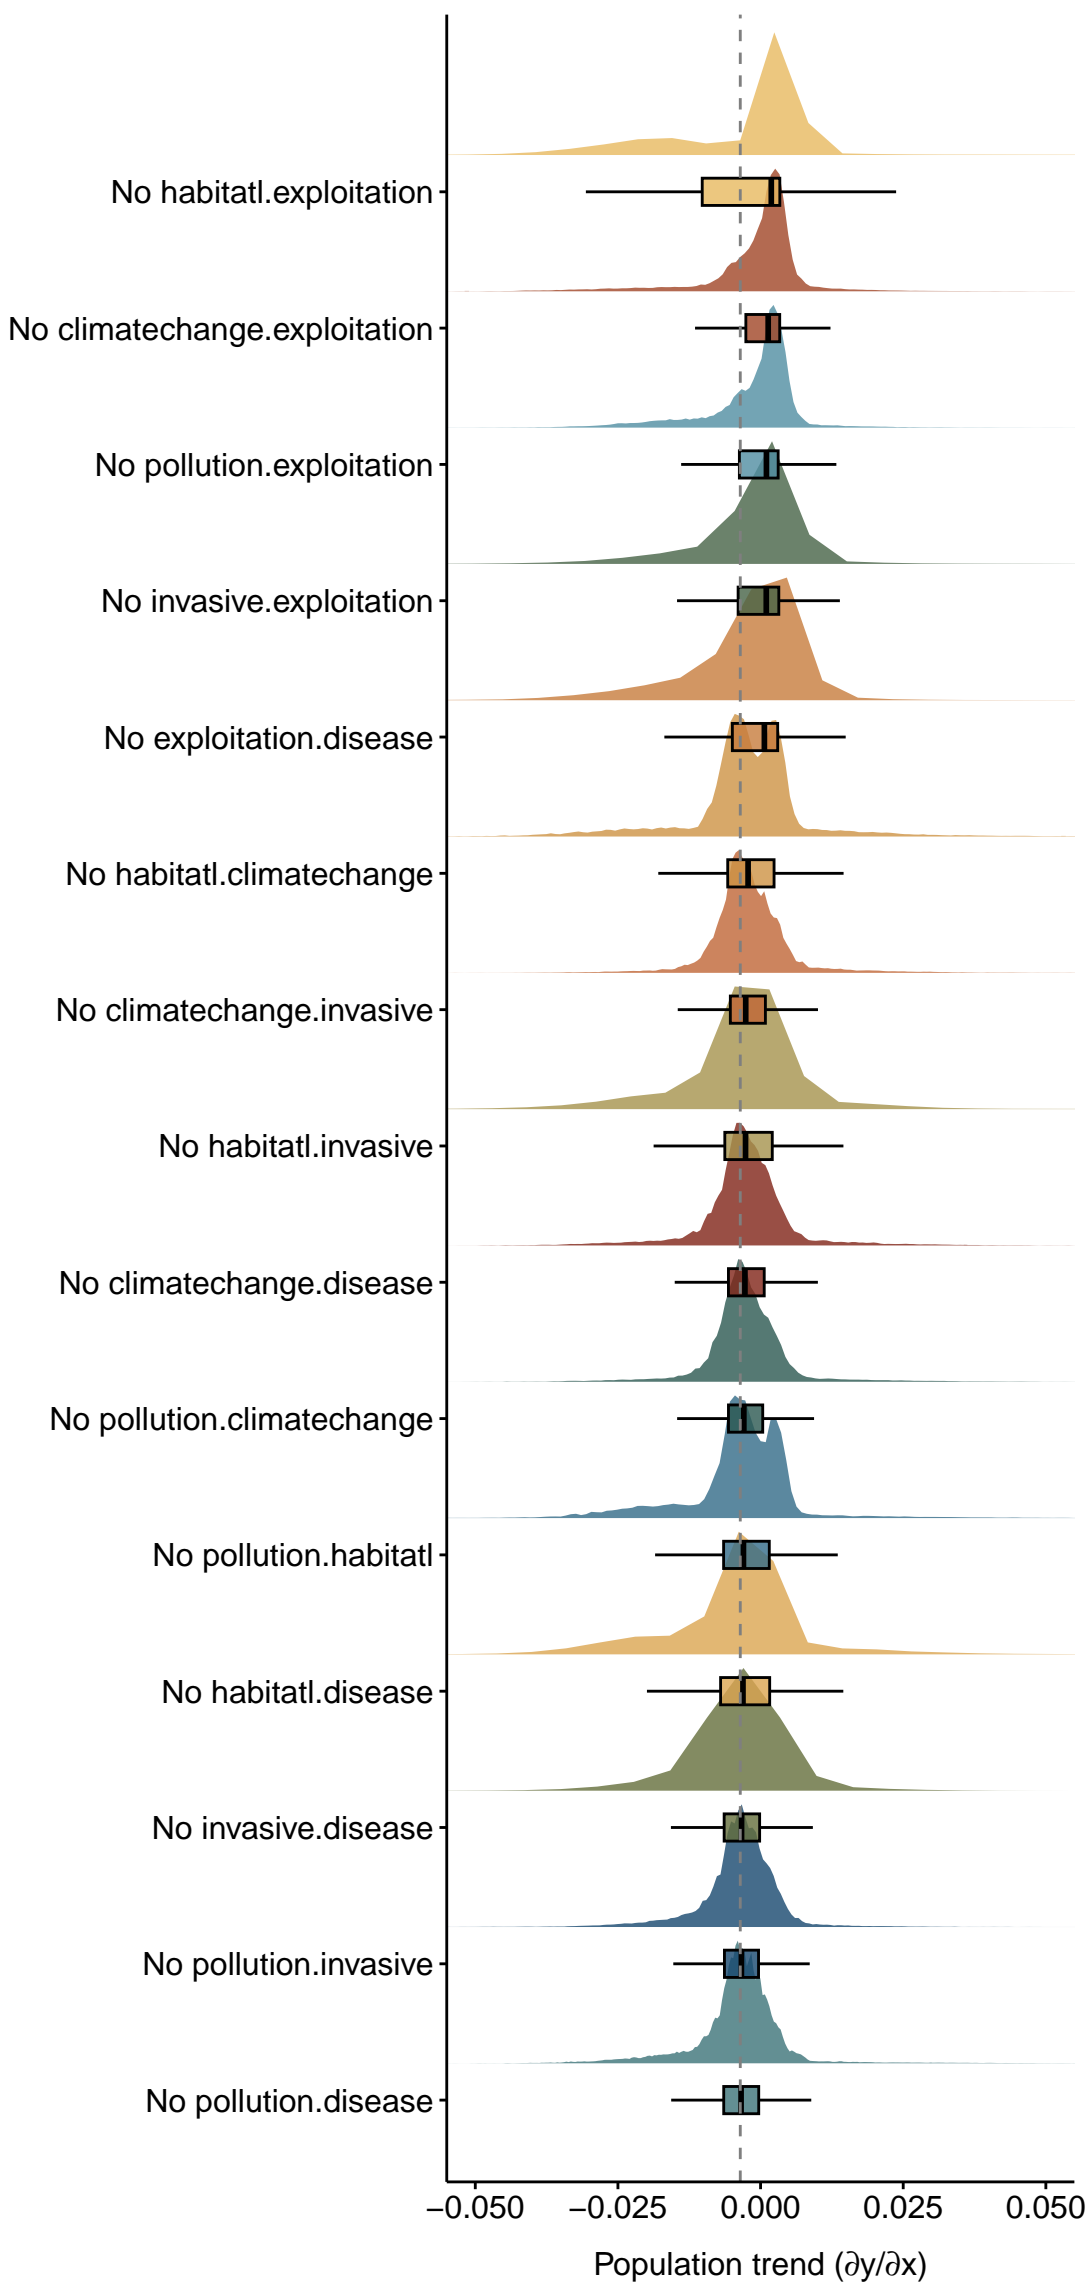 No habitatl.exploitation
No climatechange.exploitation
No pollution.exploitation
No invasive.exploitation
No exploitation.disease
No habitatl.climatechange
No climatechange.invasive
No habitatl.invasive
No climatechange.disease
No pollution.climatechange
No pollution.habitatl
No habitatl.disease
No invasive.disease
No pollution.invasive
No pollution.disease
−0.050 −0.025 0.000 0.025 0.050
Population trend (∂y/∂x)